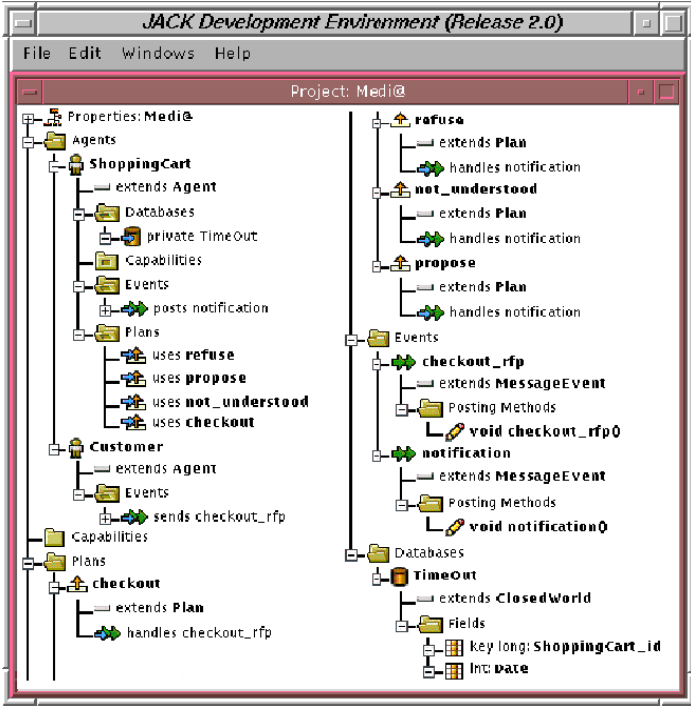 JACK Development Environment (Release 2.0)
File Edit Windows Help
Project: Medi@
Properties: Medi@
Agents
ShoppingCart
extends Agent
Databases
private TimeOut
Capabilities
Events
posts notification
Plans
uses refuse
uses propose
uses not_understood
uses checkout
Customer
extends Agent
Events
sends checkout_rfp
Capabilities
Plans
checkout
extends Plan
handles checkout_rfp
refuse
extends Plan
handles notification
not_understood
extends Plan
handles notification
propose
extends Plan
handles notification
Events
checkout_rfp
extends MessageEvent
Posting Methods
void checkout_rfp()
notification
extends MessageEvent
Posting Methods
void notification()
Databases
TimeOut
extends ClosedWorld
Fields
Key long: ShoppingCart_id
Int: Date